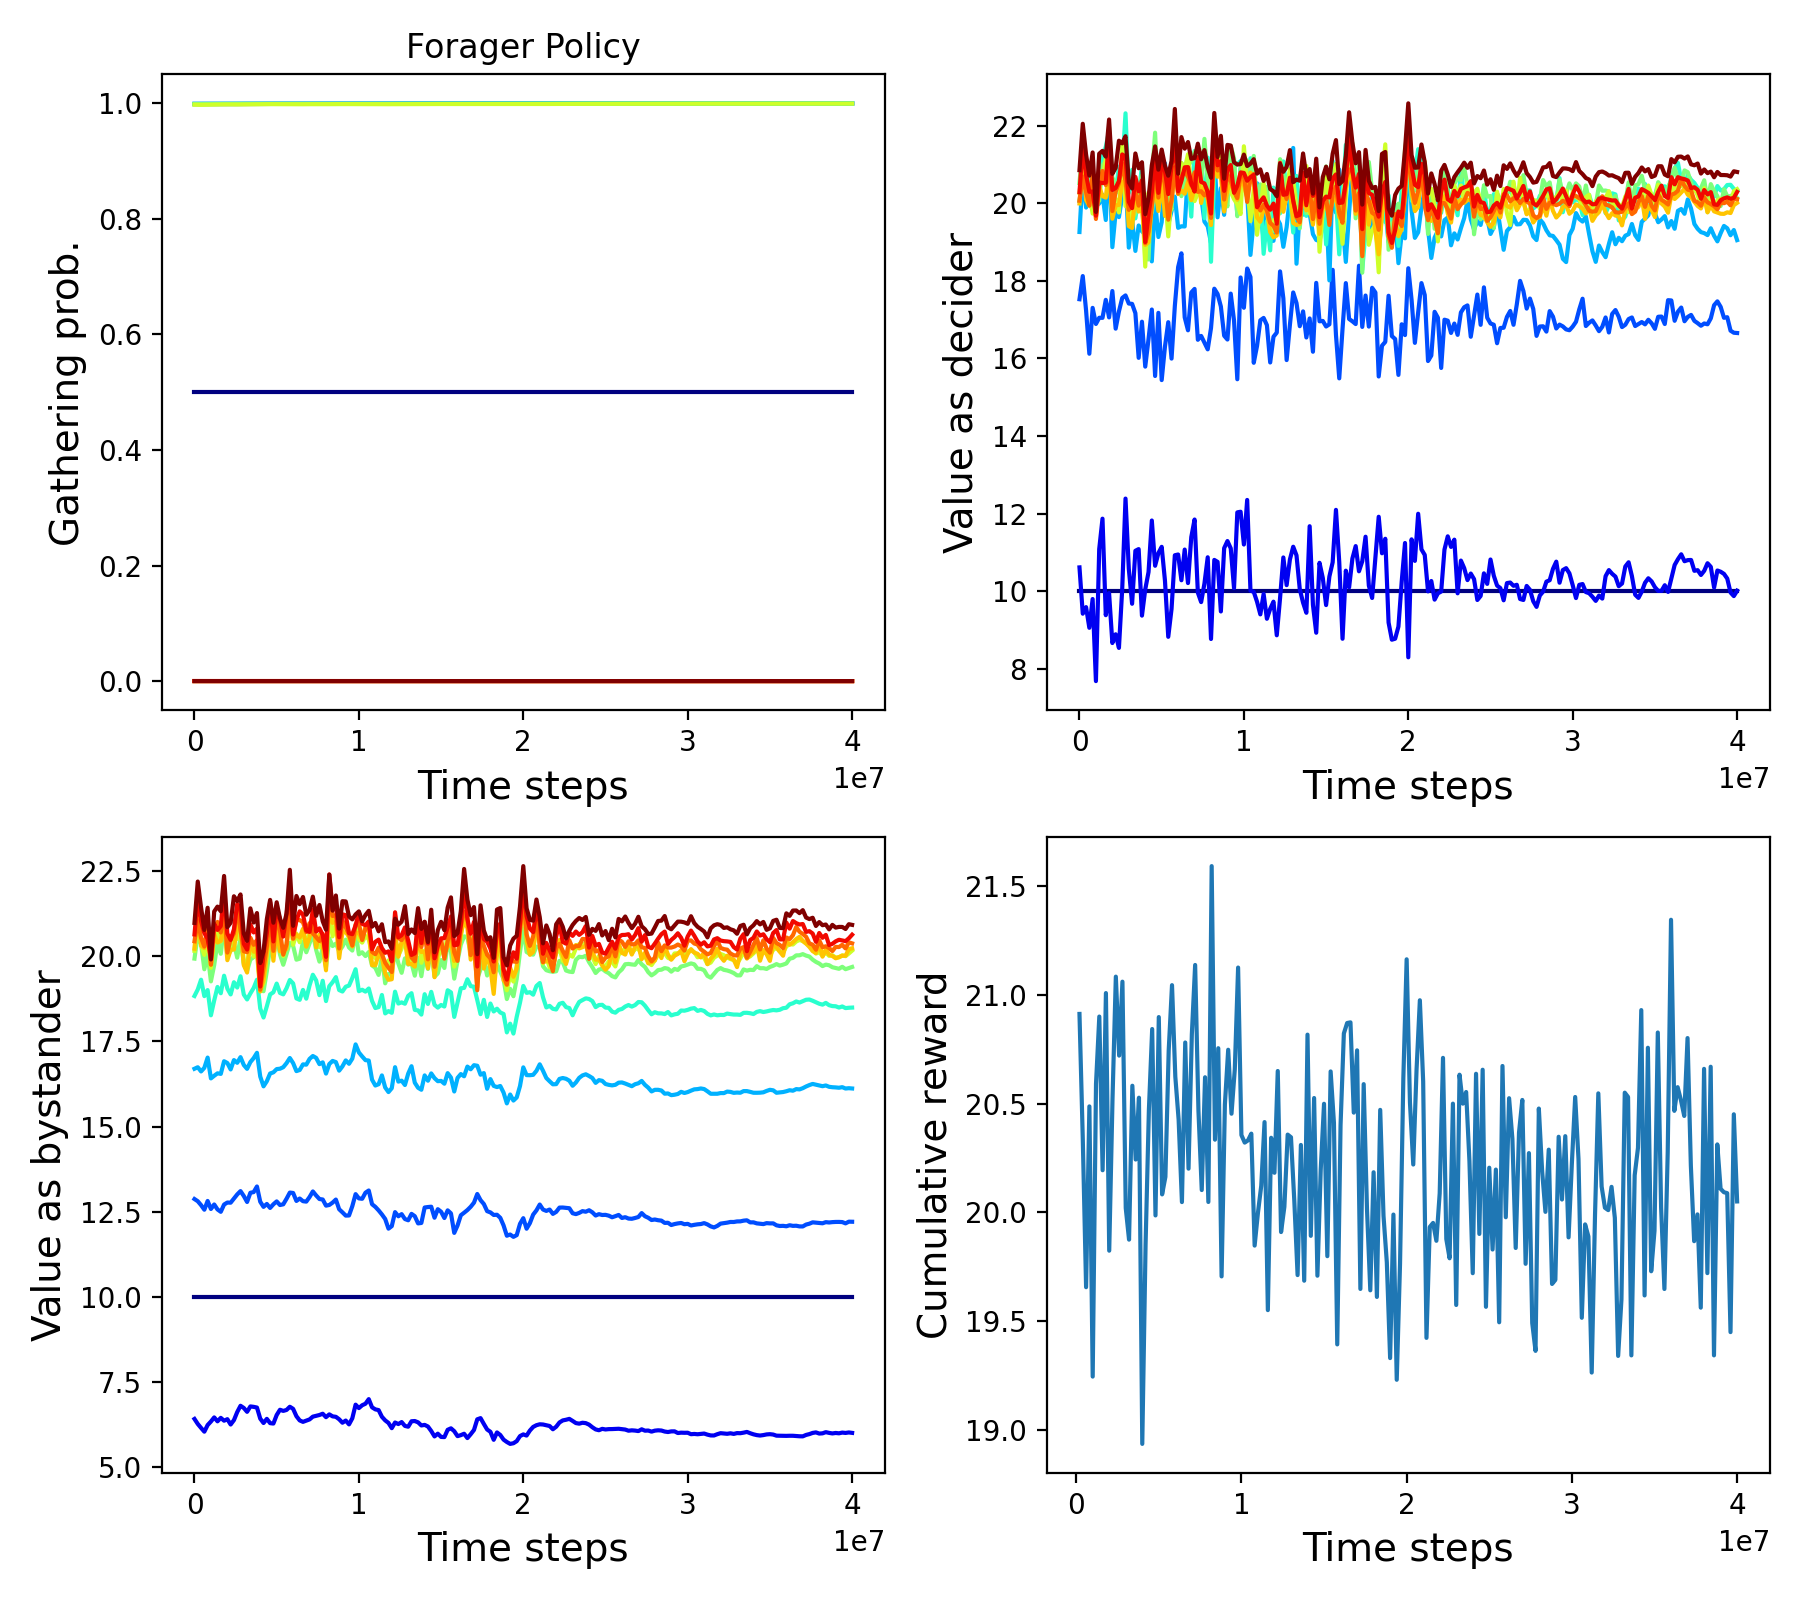 Forager Policy
Gathering prob.
1.0
0.8
0.6
0.4
0.2
0.0
0 1 2 3 4
1e7
Time steps
Value as decider
22
20
18
16
14
12
10
8
0 1 2 3 4
1e7
Time steps
Value as bystander
22.5
20.0
17.5
15.0
12.5
10.0
7.5
5.0
0 1 2 3 4
1e7
Time steps
Cumulative reward
21.5
21.0
20.5
20.0
19.5
19.0
0 1 2 3 4
1e7
Time steps